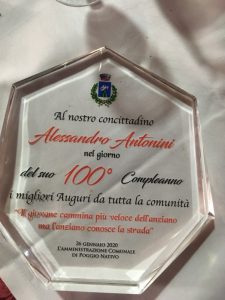 Al nostro concittadino
Alessandro Antonini
nel giorno
del suo 100° Compleanno
i migliori Auguri da tutta la comunità
"Il giovane cammina più veloce dell'anziano
ma l'anziano conosce la strada"
26 GENNAIO 2020
L'AMMINISTRAZIONE COMUNALE
DI POGGIO NATIVO